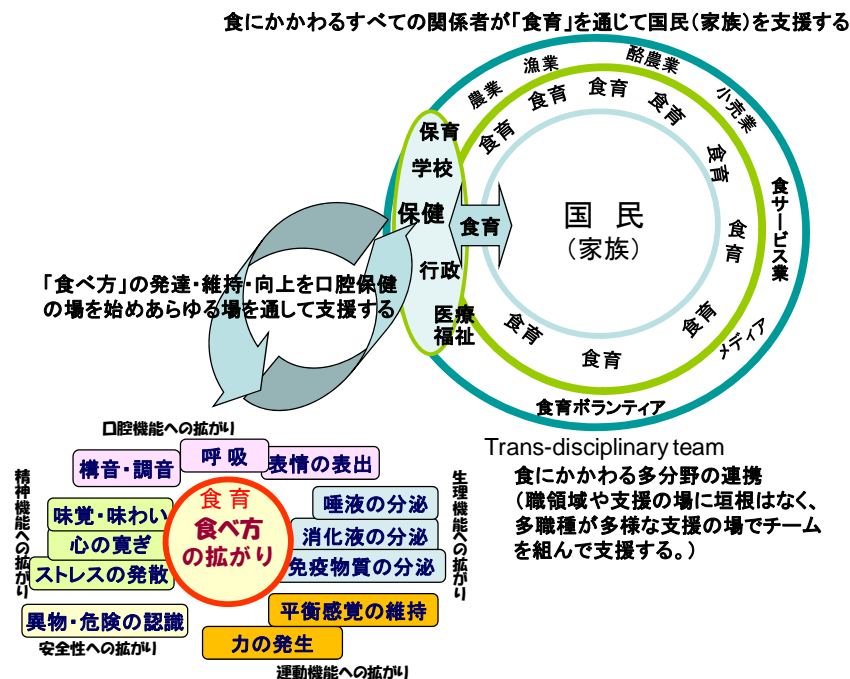 食にかかわるすべての関係者が「食育」を通じて国民(家族)を支援する
農業
漁業
酪農業
小売業
食サービス業
メディア
食育ボランティア
食育
食育
食育
食育
食育
食育
食育
食育
食育
保育
学校
保健
行政
医療
福祉
食育
国 民
(家族)
「食べ方」の発達・維持・向上を口腔保健
の場を始めあらゆる場を通して支援する
Trans-disciplinary team
食にかかわる多分野の連携
(職領域や支援の場に垣根はなく、
多職種が多様な支援の場でチーム
を組んで支援する。)
口腔機能への拡がり
構音・調音
呼 吸
表情の表出
精神機能への拡がり
味覚・味わい
心の寛ぎ
ストレスの発散
食育
食べ方
の拡がり
唾液の分泌
消化液の分泌
免疫物質の分泌
生理機能への拡がり
異物・危険の認識
安全性への拡がり
平衡感覚の維持
力の発生
運動機能への拡がり